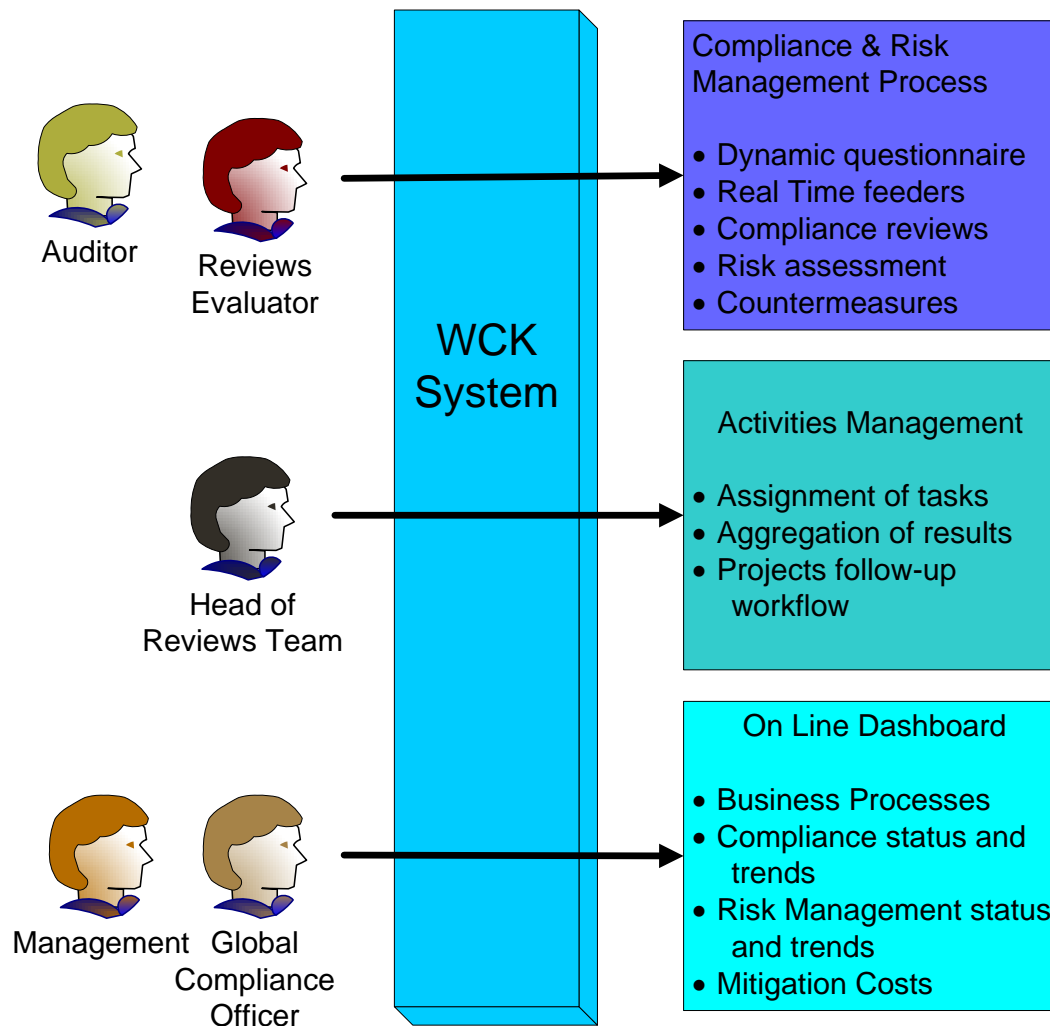 Auditor
Reviews
Evaluator
WCK
System
Compliance & Risk
Management Process
• Dynamic questionnaire
• Real Time feeders
• Compliance reviews
• Risk assessment
• Countermeasures
Head of
Reviews Team
Activities Management
• Assignment of tasks
• Aggregation of results
• Projects follow-up
workflow
Management
Global
Compliance
Officer
On Line Dashboard
• Business Processes
• Compliance status and
trends
• Risk Management status
and trends
• Mitigation Costs